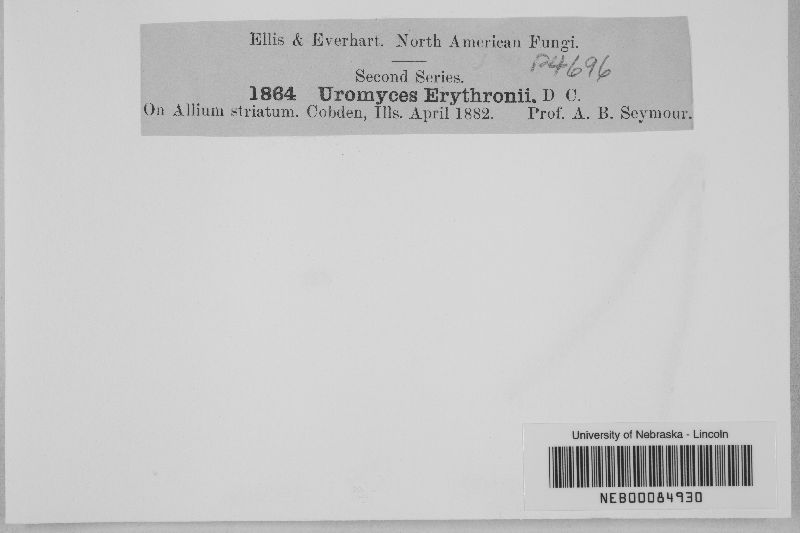 Ellis & Everhart. North American Fungi.
P4696
Second Series.
1864 Uromyces Erythronii. D C.
On Allium striatum. Cobden, Ills. April 1882. Prof. A. B. Seymour.
University of Nebraska - Lincoln
NEB00084930